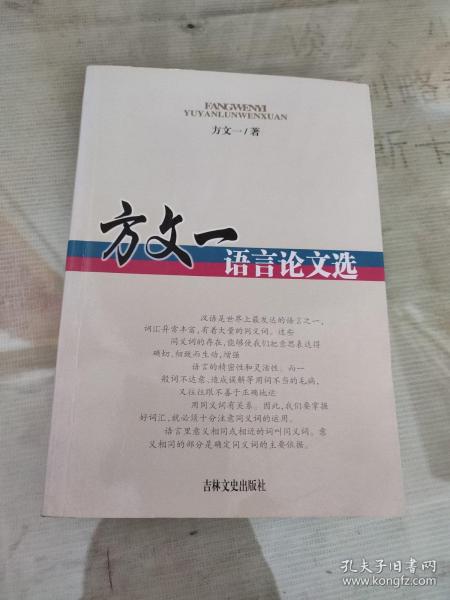 FANGWENYI
YUYANLUNWENXUAN
方文一/著
方文一
语言论文选
汉语是世界上最发达的语言之一，
词汇异常丰富，有着大量的同义词。这些
同义词的存在，能够使我们把意思表达得
确切、细致而生动，增强
语言的精密性和灵活性。而一
般词不达意、造成误解等用词不当的毛病，
又往往跟不善于正确地运
用同义词有关系。因此，我们要掌握
好词汇，就必须十分注意同义词的运用。
语言里意义相同或相近的词叫同义词。意
义相同的部分是确定同义词的主要依据。
吉林文史出版社
孔夫子旧书网
www.kongfz.com